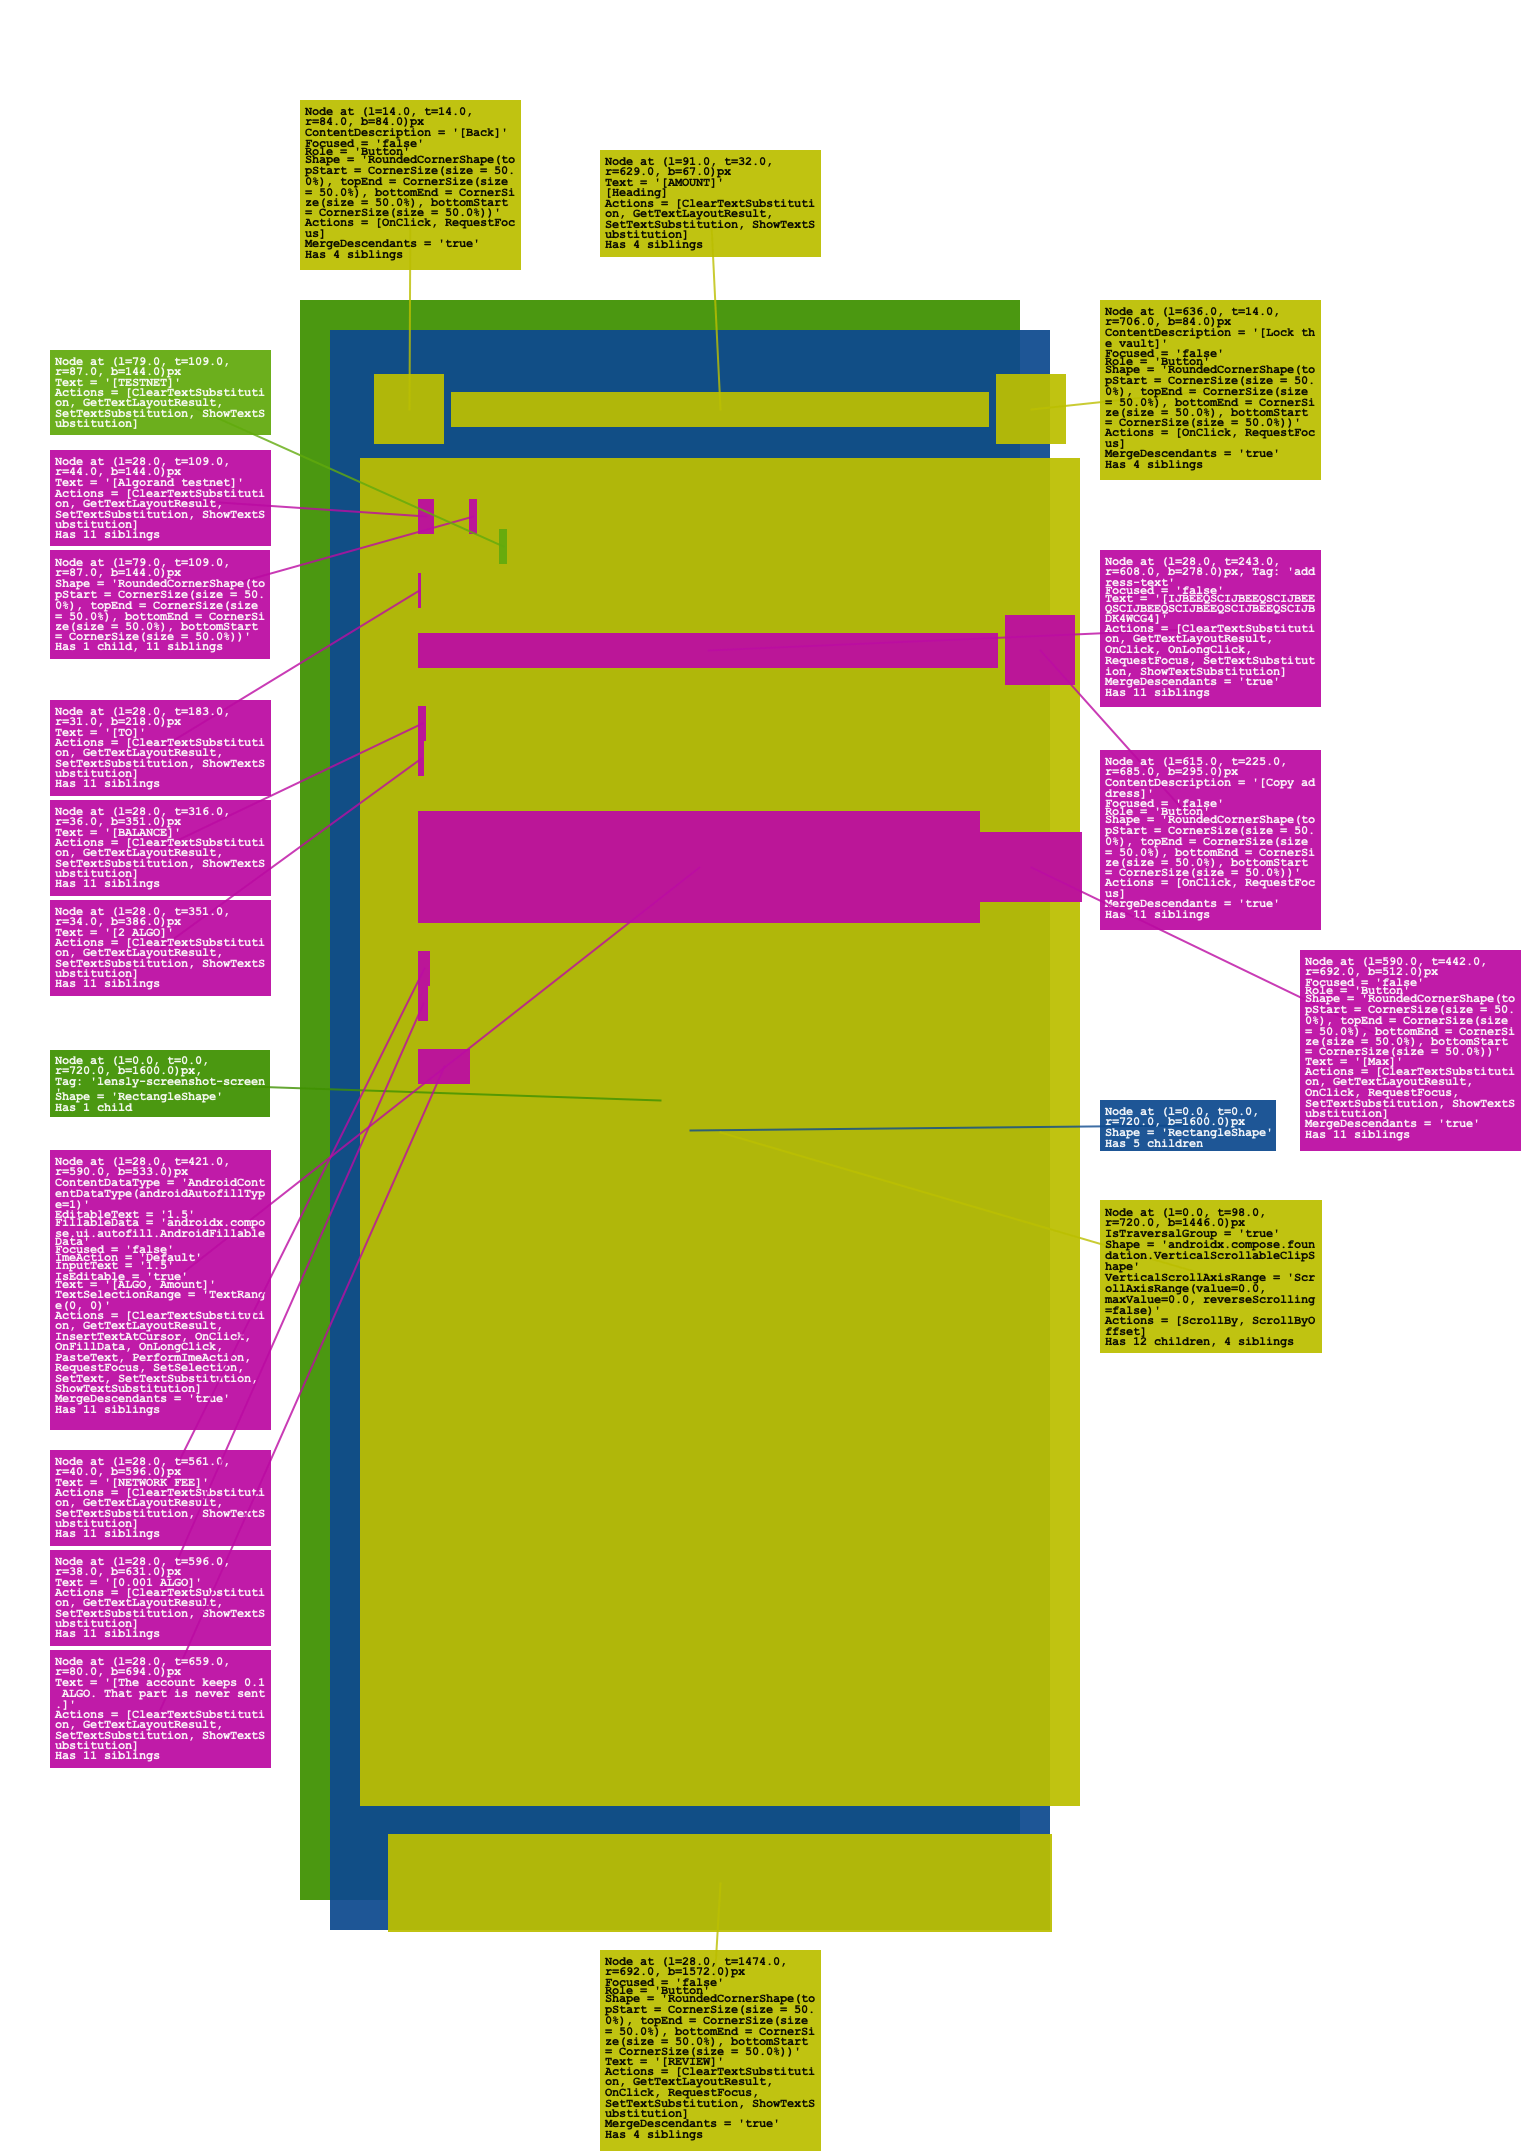 Node at (l=14.0, t=14.0,
r=84.0, b=84.0)px
ContentDescription = '[Back]'
Focused = 'false'
Role = 'Button'
Shape = 'RoundedCornerShape(to
pStart = CornerSize(size = 50.
0%), topEnd = CornerSize(size
= 50.0%), bottomEnd = CornerSi
ze(size = 50.0%), bottomStart
= CornerSize(size = 50.0%))'
Actions = [OnClick, RequestFoc
us]
MergeDescendants = 'true'
Has 4 siblings
Node at (l=91.0, t=32.0,
r=629.0, b=67.0)px
Text = '[AMOUNT]'
[Heading]
Actions = [ClearTextSubstituti
on, GetTextLayoutResult,
SetTextSubstitution, ShowTextS
ubstitution]
Has 4 siblings
Node at (l=636.0, t=14.0,
r=706.0, b=84.0)px
ContentDescription = '[Lock th
e vault]'
Focused = 'false'
Role = 'Button'
Shape = 'RoundedCornerShape(to
pStart = CornerSize(size = 50.
0%), topEnd = CornerSize(size
= 50.0%), bottomEnd = CornerSi
ze(size = 50.0%), bottomStart
= CornerSize(size = 50.0%))'
Actions = [OnClick, RequestFoc
us]
MergeDescendants = 'true'
Has 4 siblings
Node at (l=79.0, t=109.0,
r=87.0, b=144.0)px
Text = '[TESTNET]'
Actions = [ClearTextSubstituti
on, GetTextLayoutResult,
SetTextSubstitution, ShowTextS
ubstitution]
Node at (l=28.0, t=109.0,
r=44.0, b=144.0)px
Text = '[Algorand testnet]'
Actions = [ClearTextSubstituti
on, GetTextLayoutResult,
SetTextSubstitution, ShowTextS
ubstitution]
Has 11 siblings
Node at (l=79.0, t=109.0,
r=87.0, b=144.0)px
Shape = 'RoundedCornerShape(to
pStart = CornerSize(size = 50.
0%), topEnd = CornerSize(size
= 50.0%), bottomEnd = CornerSi
ze(size = 50.0%), bottomStart
= CornerSize(size = 50.0%))'
Has 1 child, 11 siblings
Node at (l=28.0, t=243.0,
r=608.0, b=278.0)px, Tag: 'add
ress-text'
Focused = 'false'
Text = '[IJBEEQSCIJBEEQSCIJBEE
QSCIJBEEQSCIJBEEQSCIJBEEQSCIJB
DK4WCG4]'
Actions = [ClearTextSubstituti
on, GetTextLayoutResult,
OnClick, OnLongClick,
RequestFocus, SetTextSubstitut
ion, ShowTextSubstitution]
MergeDescendants = 'true'
Has 11 siblings
Node at (l=28.0, t=183.0,
r=31.0, b=218.0)px
Text = '[TO]'
Actions = [ClearTextSubstituti
on, GetTextLayoutResult,
SetTextSubstitution, ShowTextS
ubstitution]
Has 11 siblings
Node at (l=615.0, t=225.0,
r=685.0, b=295.0)px
ContentDescription = '[Copy ad
dress]'
Focused = 'false'
Role = 'Button'
Shape = 'RoundedCornerShape(to
pStart = CornerSize(size = 50.
0%), topEnd = CornerSize(size
= 50.0%), bottomEnd = CornerSi
ze(size = 50.0%), bottomStart
= CornerSize(size = 50.0%))'
Actions = [OnClick, RequestFoc
us]
MergeDescendants = 'true'
Has 11 siblings
Node at (l=28.0, t=316.0,
r=36.0, b=351.0)px
Text = '[BALANCE]'
Actions = [ClearTextSubstituti
on, GetTextLayoutResult,
SetTextSubstitution, ShowTextS
ubstitution]
Has 11 siblings
Node at (l=28.0, t=351.0,
r=34.0, b=386.0)px
Text = '[2 ALGO]'
Actions = [ClearTextSubstituti
on, GetTextLayoutResult,
SetTextSubstitution, ShowTextS
ubstitution]
Has 11 siblings
Node at (l=590.0, t=442.0,
r=692.0, b=512.0)px
Focused = 'false'
Role = 'Button'
Shape = 'RoundedCornerShape(to
pStart = CornerSize(size = 50.
0%), topEnd = CornerSize(size
= 50.0%), bottomEnd = CornerSi
ze(size = 50.0%), bottomStart
= CornerSize(size = 50.0%))'
Text = '[Max]'
Actions = [ClearTextSubstituti
on, GetTextLayoutResult,
OnClick, RequestFocus,
SetTextSubstitution, ShowTextS
ubstitution]
MergeDescendants = 'true'
Has 11 siblings
Node at (l=0.0, t=0.0,
r=720.0, b=1600.0)px,
Tag: 'lensly-screenshot-screen
'
Shape = 'RectangleShape'
Has 1 child
Node at (l=0.0, t=0.0,
r=720.0, b=1600.0)px
Shape = 'RectangleShape'
Has 5 children
Node at (l=28.0, t=421.0,
r=590.0, b=533.0)px
ContentDataType = 'AndroidCont
entDataType(androidAutofillTyp
e=1)'
EditableText = '1.5'
FillableData = 'androidx.compo
se.ui.autofill.AndroidFillable
Data'
Focused = 'false'
ImeAction = 'Default'
InputText = '1.5'
IsEditable = 'true'
Text = '[ALGO, Amount]'
TextSelectionRange = 'TextRang
e(0, 0)'
Actions = [ClearTextSubstituti
on, GetTextLayoutResult,
InsertTextAtCursor, OnClick,
OnFillData, OnLongClick,
PasteText, PerformImeAction,
RequestFocus, SetSelection,
SetText, SetTextSubstitution,
ShowTextSubstitution]
MergeDescendants = 'true'
Has 11 siblings
Node at (l=0.0, t=98.0,
r=720.0, b=1446.0)px
IsTraversalGroup = 'true'
Shape = 'androidx.compose.foun
dation.VerticalScrollableClipS
hape'
VerticalScrollAxisRange = 'Scr
ollAxisRange(value=0.0,
maxValue=0.0, reverseScrolling
=false)'
Actions = [ScrollBy, ScrollByO
ffset]
Has 12 children, 4 siblings
Node at (l=28.0, t=561.0,
r=40.0, b=596.0)px
Text = '[NETWORK FEE]'
Actions = [ClearTextSubstituti
on, GetTextLayoutResult,
SetTextSubstitution, ShowTextS
ubstitution]
Has 11 siblings
Node at (l=28.0, t=596.0,
r=38.0, b=631.0)px
Text = '[0.001 ALGO]'
Actions = [ClearTextSubstituti
on, GetTextLayoutResult,
SetTextSubstitution, ShowTextS
ubstitution]
Has 11 siblings
Node at (l=28.0, t=659.0,
r=80.0, b=694.0)px
Text = '[The account keeps 0.1
 ALGO. That part is never sent
.]'
Actions = [ClearTextSubstituti
on, GetTextLayoutResult,
SetTextSubstitution, ShowTextS
ubstitution]
Has 11 siblings
Node at (l=28.0, t=1474.0,
r=692.0, b=1572.0)px
Focused = 'false'
Role = 'Button'
Shape = 'RoundedCornerShape(to
pStart = CornerSize(size = 50.
0%), topEnd = CornerSize(size
= 50.0%), bottomEnd = CornerSi
ze(size = 50.0%), bottomStart
= CornerSize(size = 50.0%))'
Text = '[REVIEW]'
Actions = [ClearTextSubstituti
on, GetTextLayoutResult,
OnClick, RequestFocus,
SetTextSubstitution, ShowTextS
ubstitution]
MergeDescendants = 'true'
Has 4 siblings